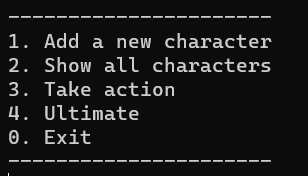 ----------------------
1. Add a new character
2. Show all characters
3. Take action
4. Ultimate
0. Exit
----------------------